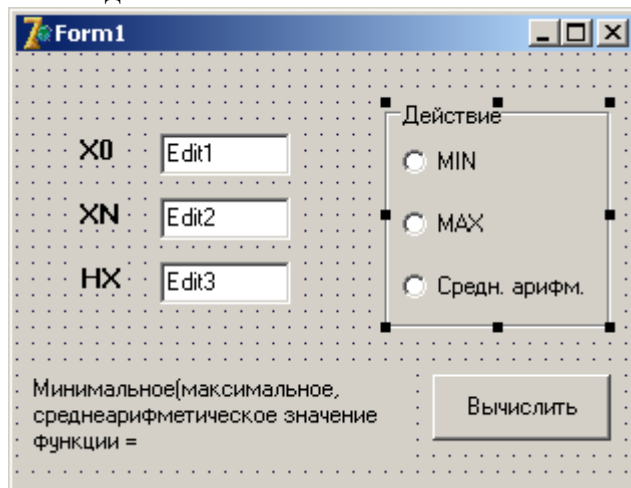 Form1
Действие
X0 Edit1
MIN
XN Edit2
MAX
HX Edit3
Средн. арифм.
Минимальное(максимальное,
среднеарифметическое значение
функции =
Вычислить